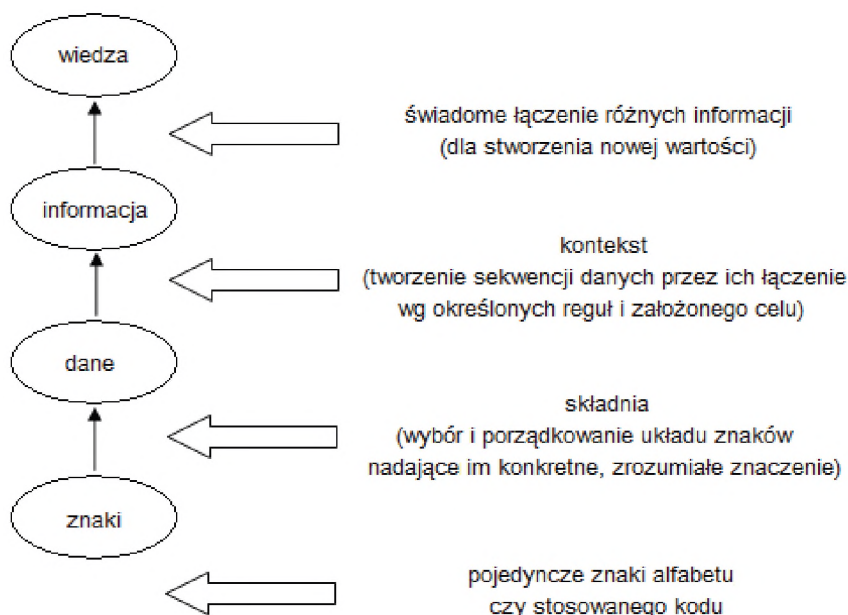 wiedza
świadome łączenie różnych informacji
(dla stworzenia nowej wartości)
informacja
kontekst
(tworzenie sekwencji danych przez ich łączenie
wg określonych reguł i założonego celu)
dane
składnia
(wybór i porządkowanie układu znaków
nadające im konkretne, zrozumiałe znaczenie)
znaki
pojedyncze znaki alfabetu
czy stosowanego kodu